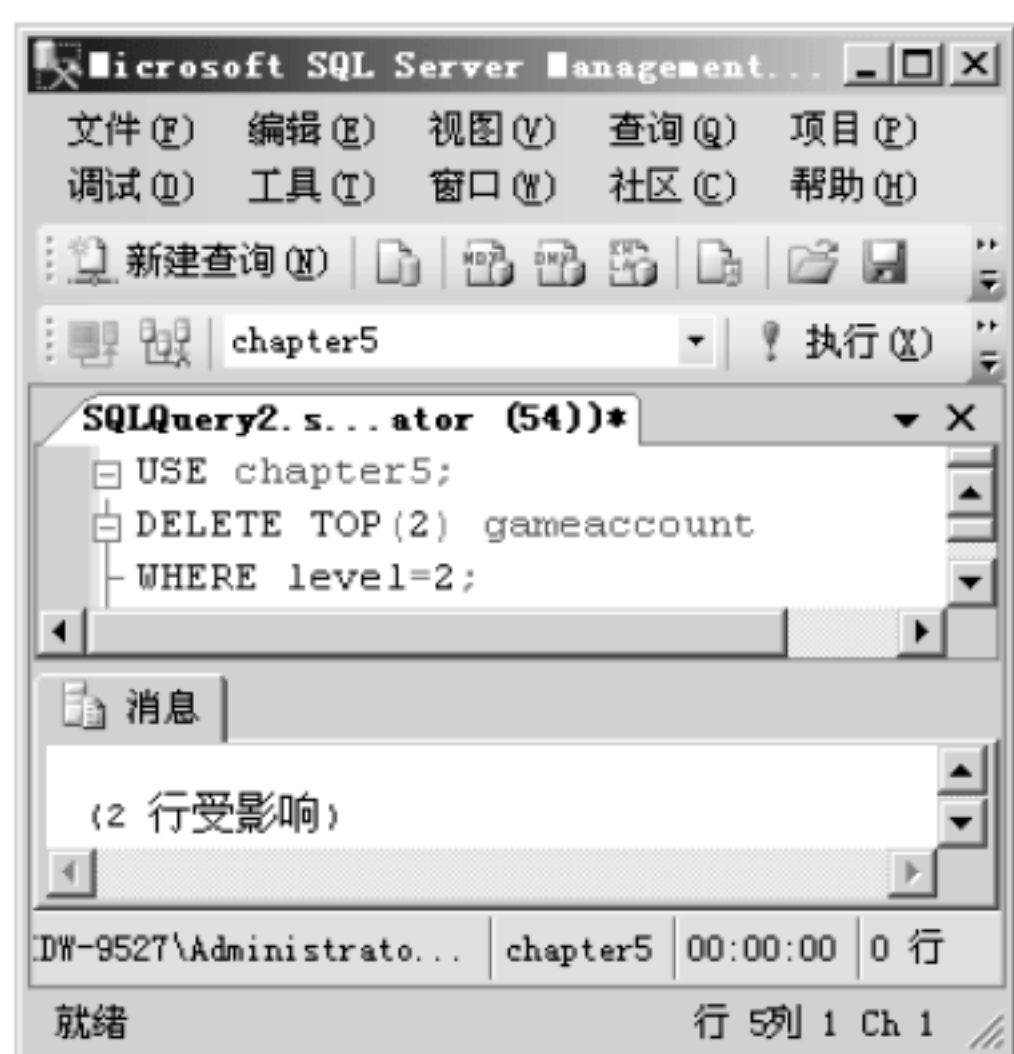 Microsoft SQL Server Management...
文件(F) 编辑(E) 视图(V) 查询(Q) 项目(P)
调试(D) 工具(T) 窗口(W) 社区(C) 帮助(H)
新建查询(N)
chapter5 执行(X)
SQLQuery2.s...ator (54))*
USE chapter5;
DELETE TOP(2) gameaccount
WHERE level=2;
消息
(2 行受影响)
DW-9527\Administrato... chapter5 00:00:00 0 行
就绪 行 5列 1 Ch 1